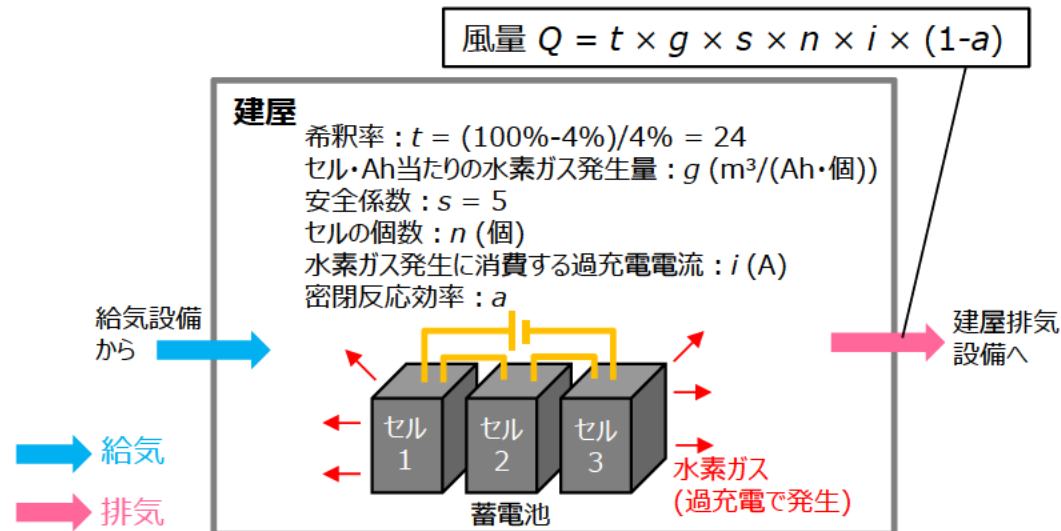 風量 Q = t × g × s × n × i × (1-a)
建屋
希釈率：t = (100%-4%)/4% = 24
セル・Ah当たりの水素ガス発生量：g (m³/(Ah・個))
安全係数：s = 5
セルの個数：n (個)
水素ガス発生に消費する過充電電流：i (A)
密閉反応効率：a
給気設備
から
建屋排気
設備へ
セル
1
セル
2
セル
3
水素ガス
(過充電で発生)
蓄電池
給気
排気